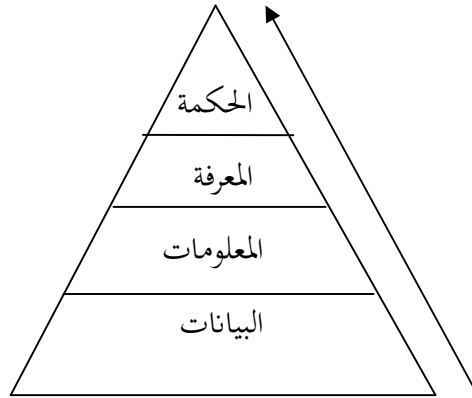 الحكمة
المعرفة
المعلومات
البيانات